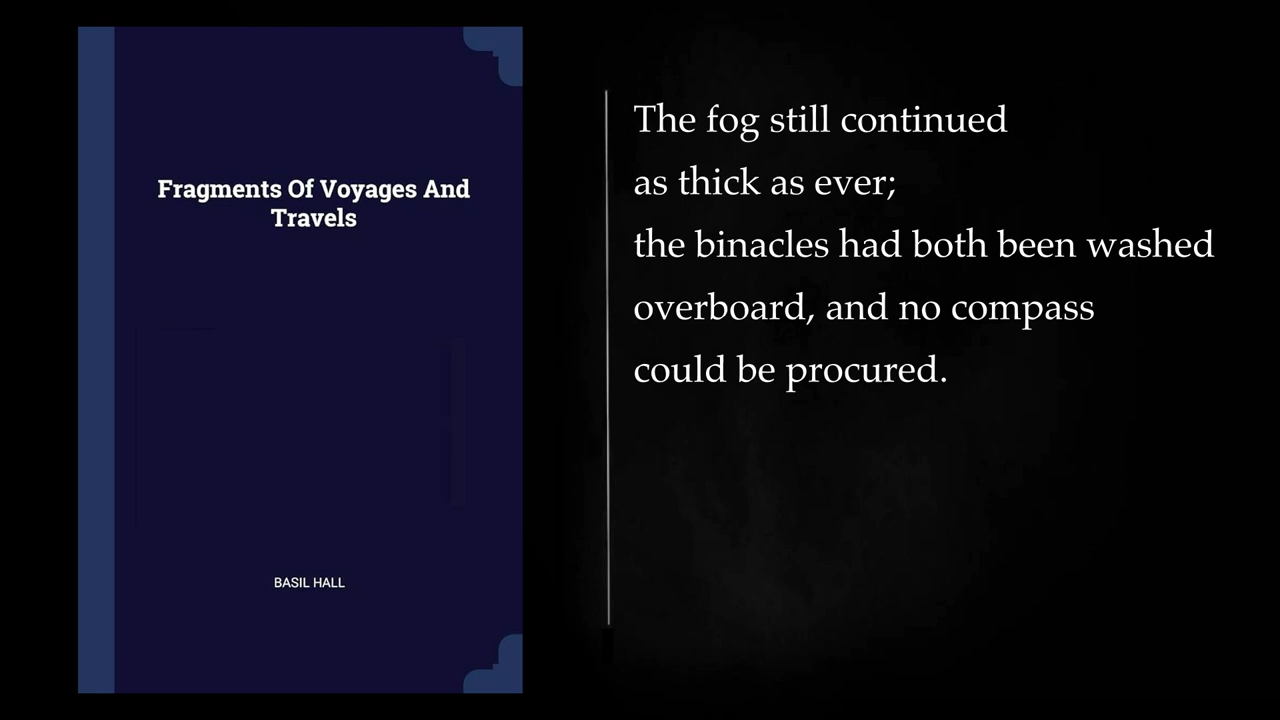 Fragments Of Voyages And
Travels
BASIL HALL
The fog still continued
as thick as ever;
the binacles had both been washed
overboard, and no compass
could be procured.